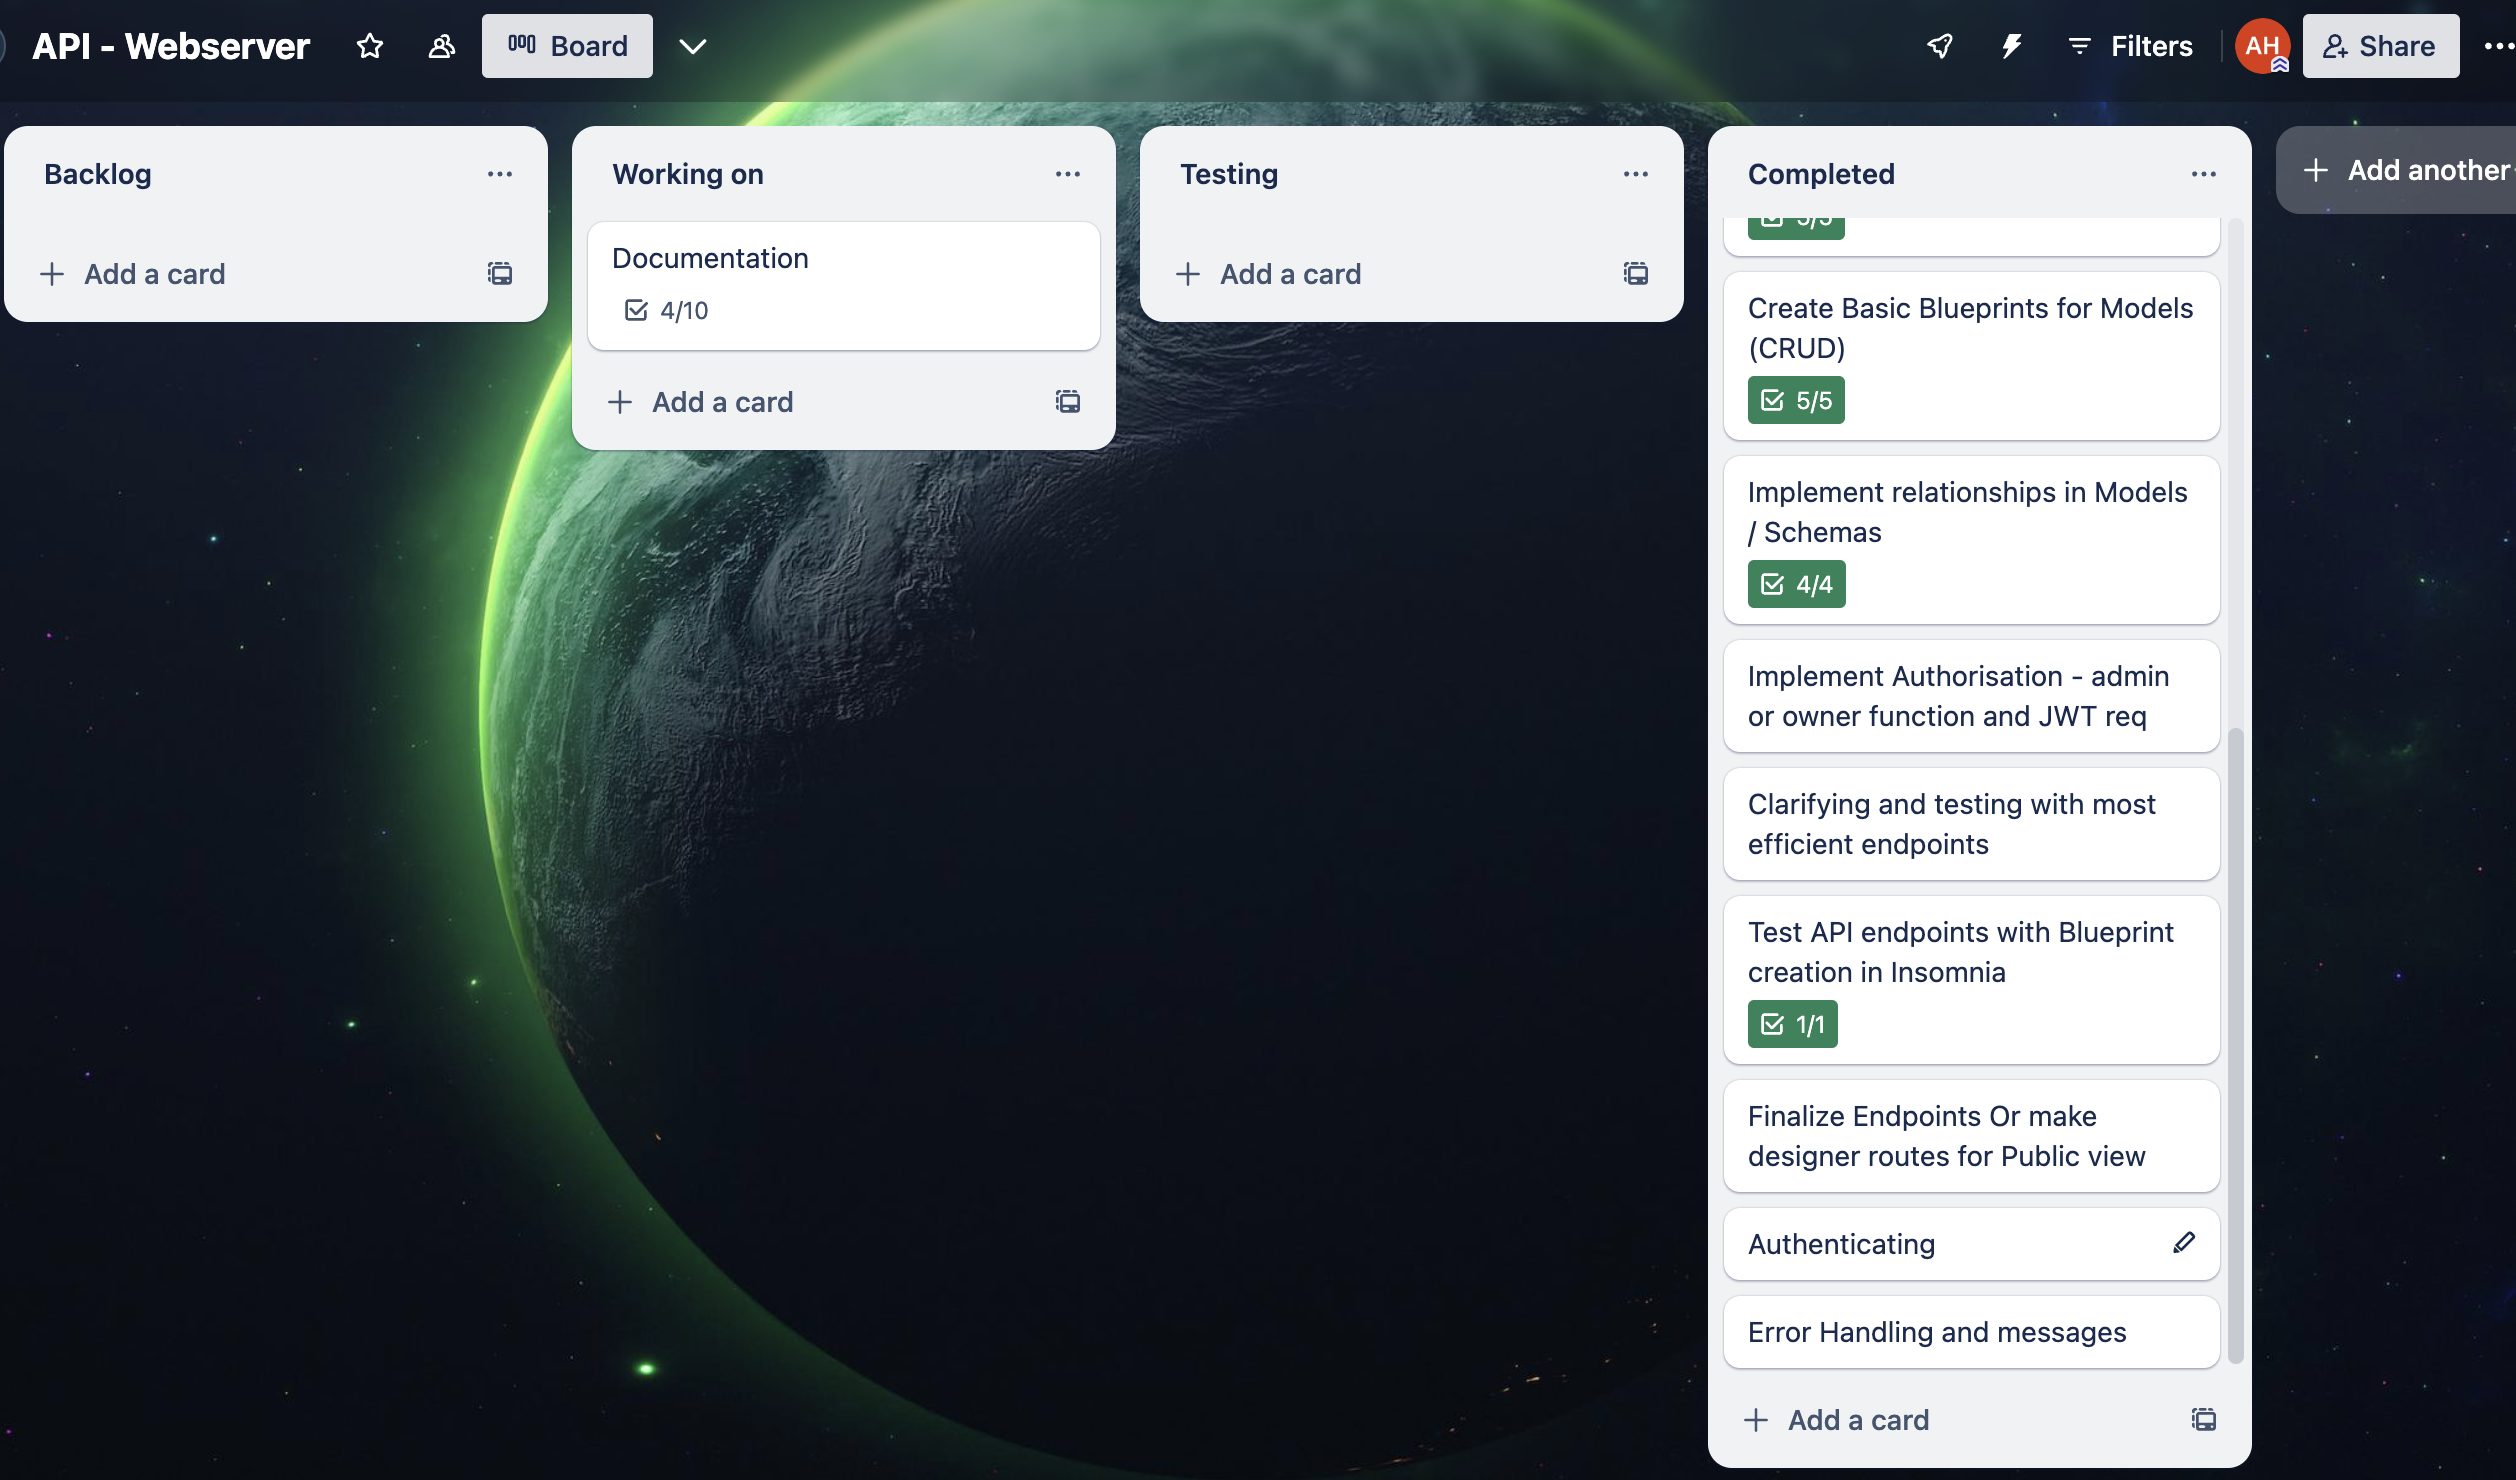 API - Webserver
Board
Filters
AH
Share
Backlog
Add a card
Working on
Documentation
4/10
Add a card
Testing
Add a card
Completed
5/5
Create Basic Blueprints for Models
(CRUD)
5/5
Implement relationships in Models
/ Schemas
4/4
Implement Authorisation - admin
or owner function and JWT req
Clarifying and testing with most
efficient endpoints
Test API endpoints with Blueprint
creation in Insomnia
1/1
Finalize Endpoints Or make
designer routes for Public view
Authenticating
Error Handling and messages
Add a card
Add another